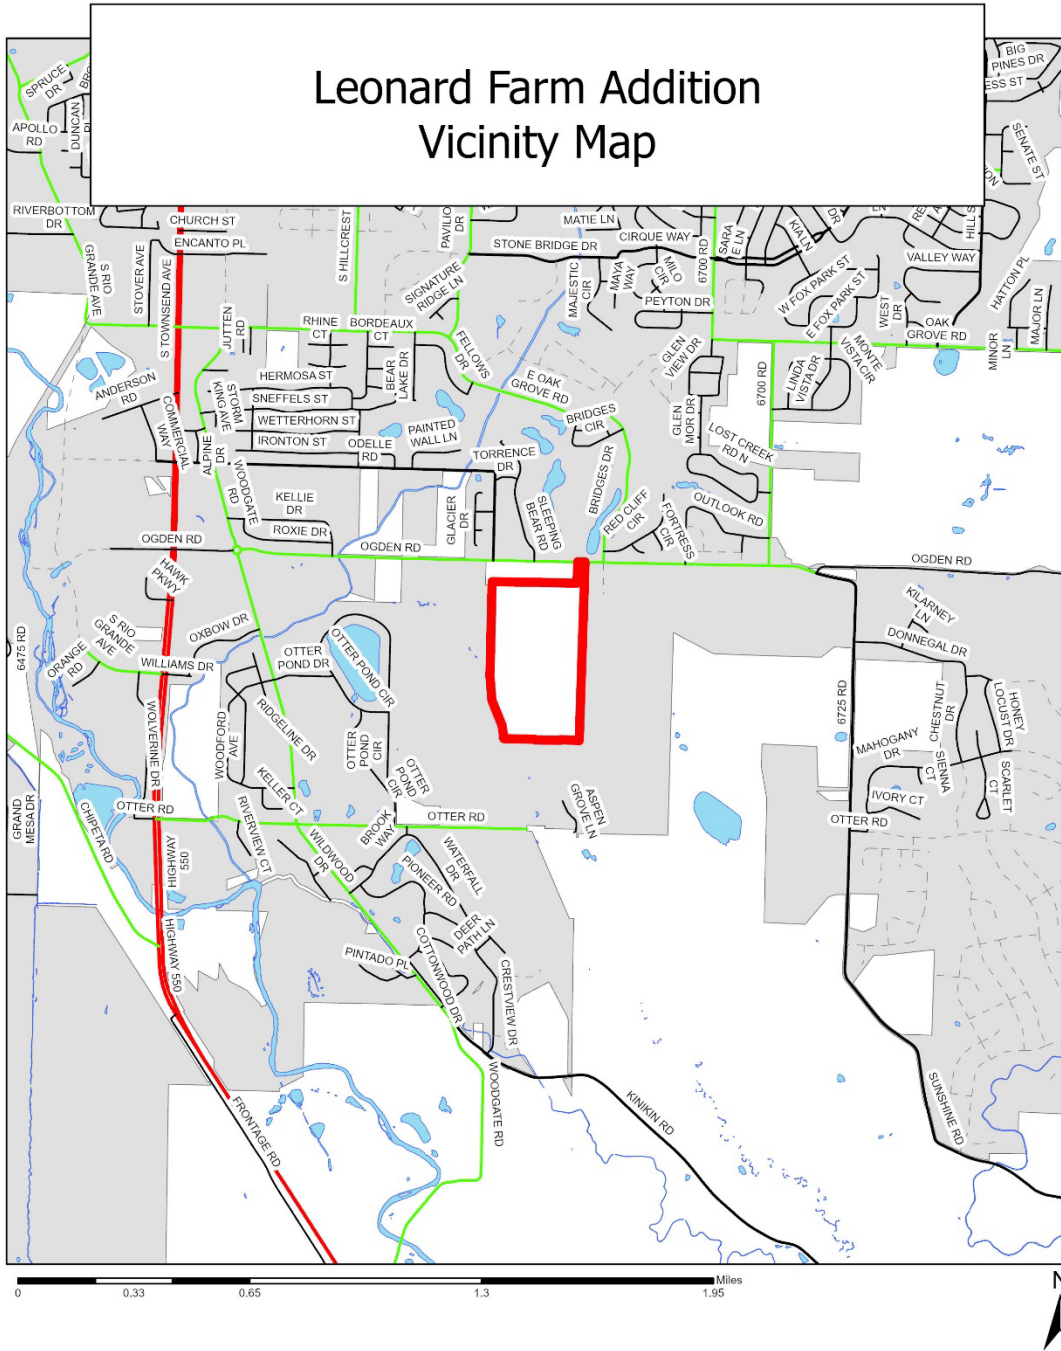 Leonard Farm Addition
Vicinity Map
SPRUCE
DR
APOLLO
RD
DUNCAN
BIG
PINES DR
ESS ST
SENATE ST
RIVERBOTTOM
DR
S RIO
GRANDE AVE
STOVER AVE
CHURCH ST
ENCANTO PL
S TOWNSEND AVE
S HILLCREST
PAVILIO
DR
MATIE LN
STONE BRIDGE DR
CIRQUE WAY
6700 RD
SARA
E LN
KIA LN
DR
LN
HILL S
VALLEY WAY
HATTON PL
MAJOR LN
MINOR
LN
SIGNATURE
RIDGE LN
MAJESTIC
CIR
MAYA
WAY
MILO
CIR
PEYTON DR
W FOX PARK ST
E FOX PARK ST
WEST
DR
OAK
GROVE RD
JUTTEN
RD
RHINE
CT
BORDEAUX
CT
FELLOWS
DR
GLEN
VIEW DR
6700 RD
LINDA
VISTA DR
MONTE
VISTA CIR
ANDERSON
RD
HERMOSA ST
BEAR
LAKE DR
E OAK
GROVE RD
STORM
KING AVE
SNEFFELS ST
WETTERHORN ST
IRONTON ST
COMMERCIAL
WAY
ALPINE
DR
ODELLE
RD
PAINTED
WALL LN
BRIDGES
CIR
GLEN
MOR DR
LOST CREEK
RD N
TORRENCE
DR
BRIDGES DR
WOODGATE
RD
KELLIE
DR
ROXIE DR
GLACIER
DR
SLEEPING
BEAR RD
RED CLIFF
CIR
FORTRESS
CIR
OUTLOOK RD
OGDEN RD
OGDEN RD
OGDEN RD
HAWK
PKWY
KILARNEY
LN
DONNEGAL DR
6475 RD
S RIO
GRANDE
AVE
ORANGE
RD
OXBOW DR
WILLIAMS DR
OTTER
POND DR
OTTER POND CIR
6725 RD
CHESTNUT
DR
HONEY
LOCUST DR
WOLVERINE DR
WOODFORD
AVE
RIDGELINE DR
OTTER
POND
CIR
MAHOGANY
DR
SIENNA
CT
SCARLET
CT
KELLER CT
OTTER
POND
CIR
ASPEN
GROVE LN
IVORY CT
GRAND
MESA DR
CHIPETA RD
OTTER RD
OTTER RD
OTTER RD
HIGHWAY
550
RIVERVIEW CT
WILDWOOD
DR
BROOK
WAY
WATERFALL
DR
PIONEER RD
HIGHWAY 550
DEER
PATH LN
PINTADO PL
COTTONWOOD DR
CRESTVIEW DR
WOODGATE RD
FRONTAGE RD
KINIKIN RD
SUNSHINE RD
0
0.33
0.65
1.3
1.95
Miles
N